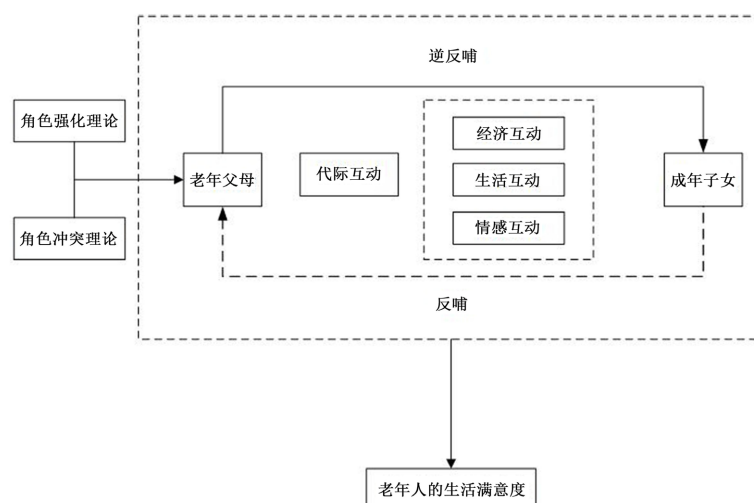 逆反哺
角色强化理论
经济互动
老年父母
代际互动
生活互动
成年子女
角色冲突理论
情感互动
反哺
老年人的生活满意度